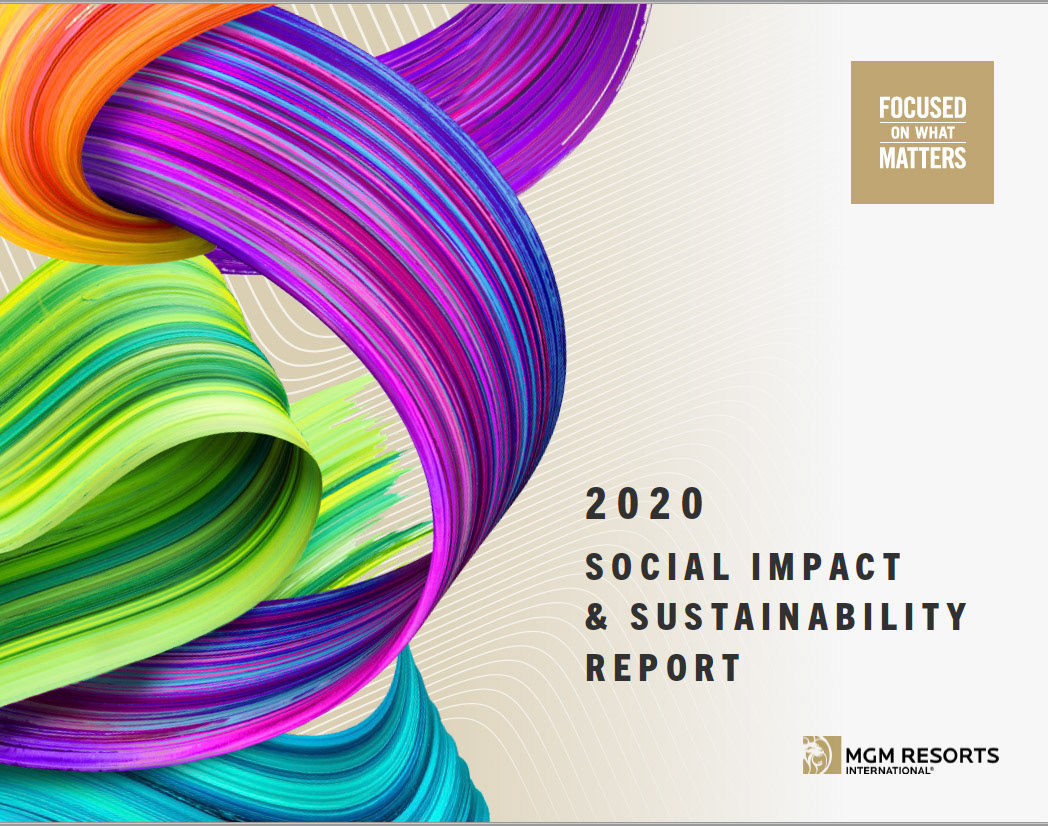 FOCUSED
ON WHAT
MATTERS
2020
SOCIAL IMPACT
& SUSTAINABILITY
REPORT
MGM RESORTS
INTERNATIONAL®